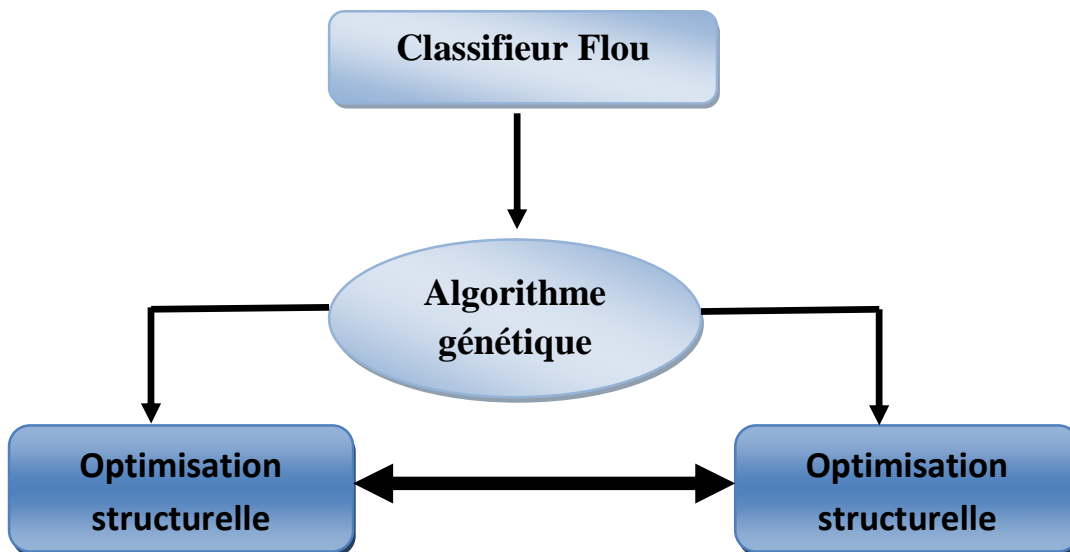 Classifieur Flou
Algorithme
génétique
Optimisation
structurelle
Optimisation
structurelle